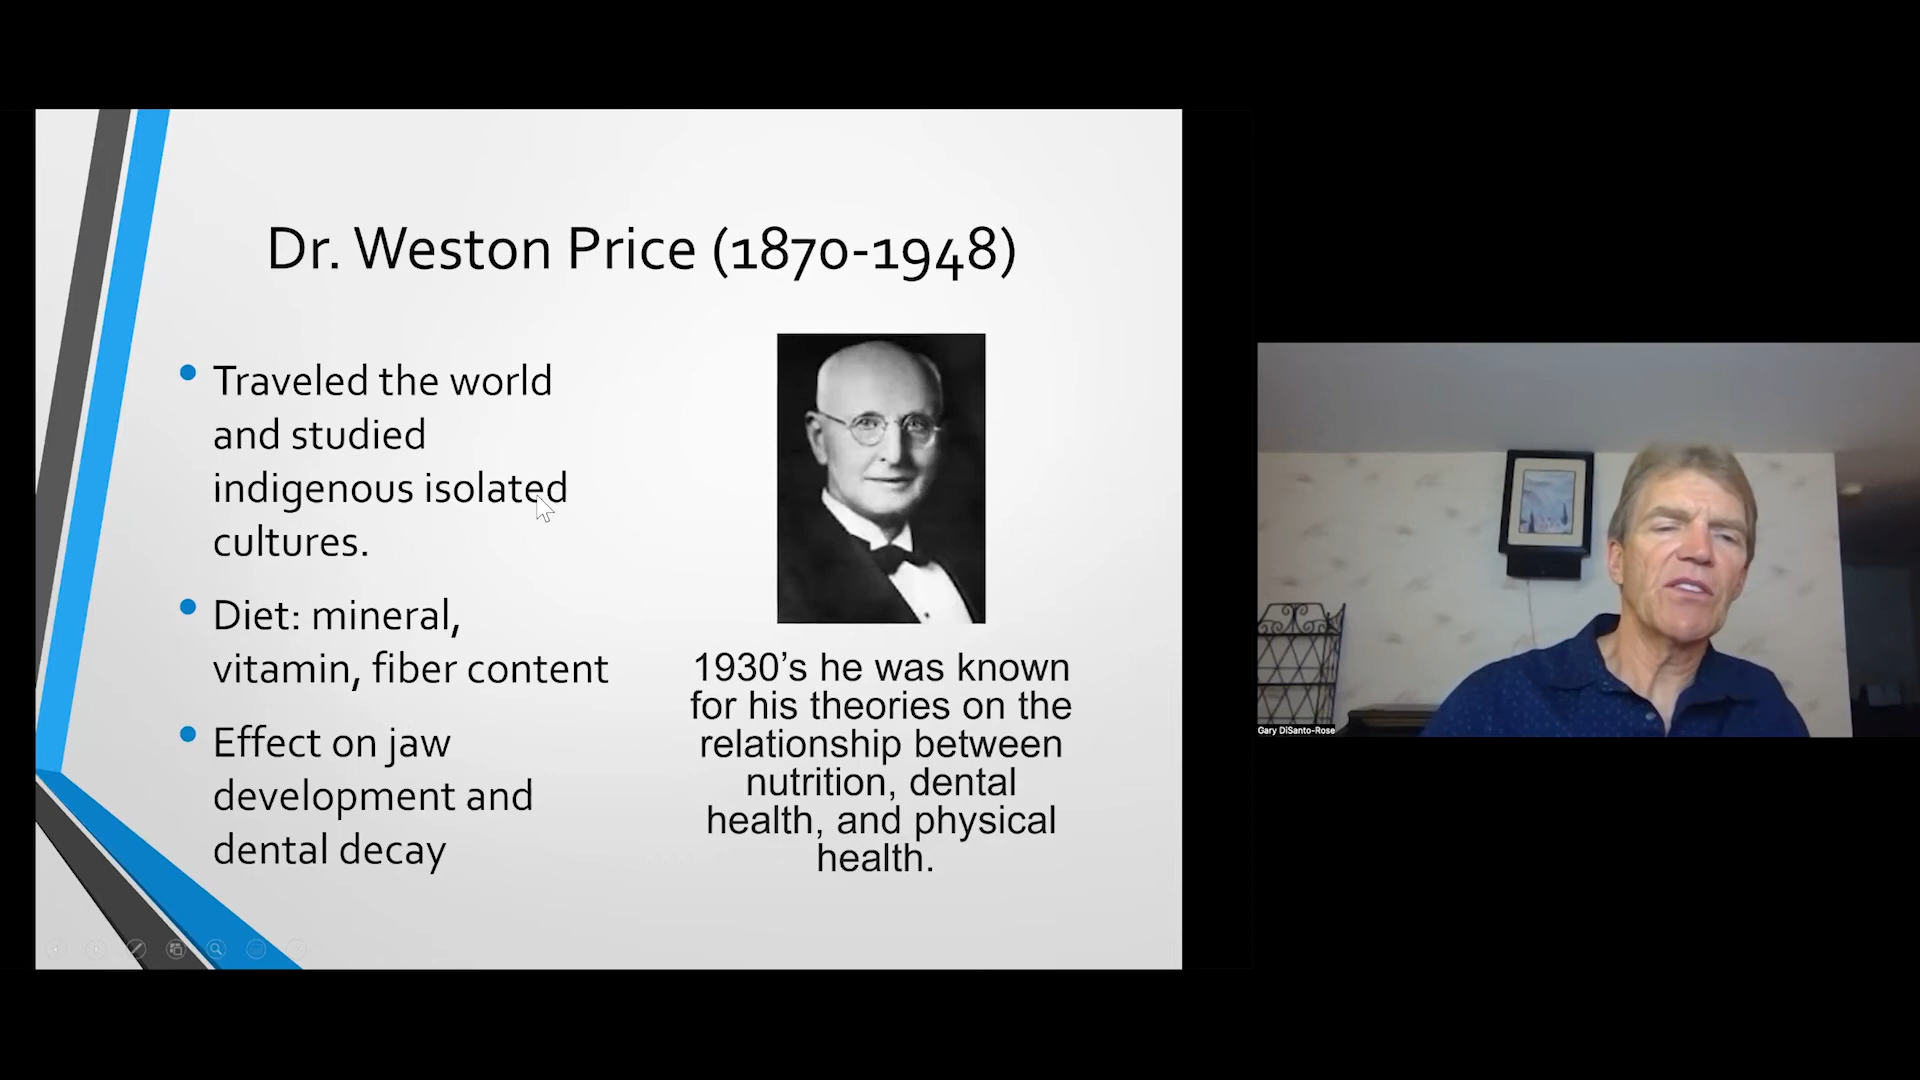 Dr. Weston Price (1870-1948)
• Traveled the world
and studied
indigenous isolated
cultures.
• Diet: mineral,
vitamin, fiber content
• Effect on jaw
development and
dental decay
1930’s he was known
for his theories on the
relationship between
nutrition, dental
health, and physical
health.
Gary DiSanto-Rose